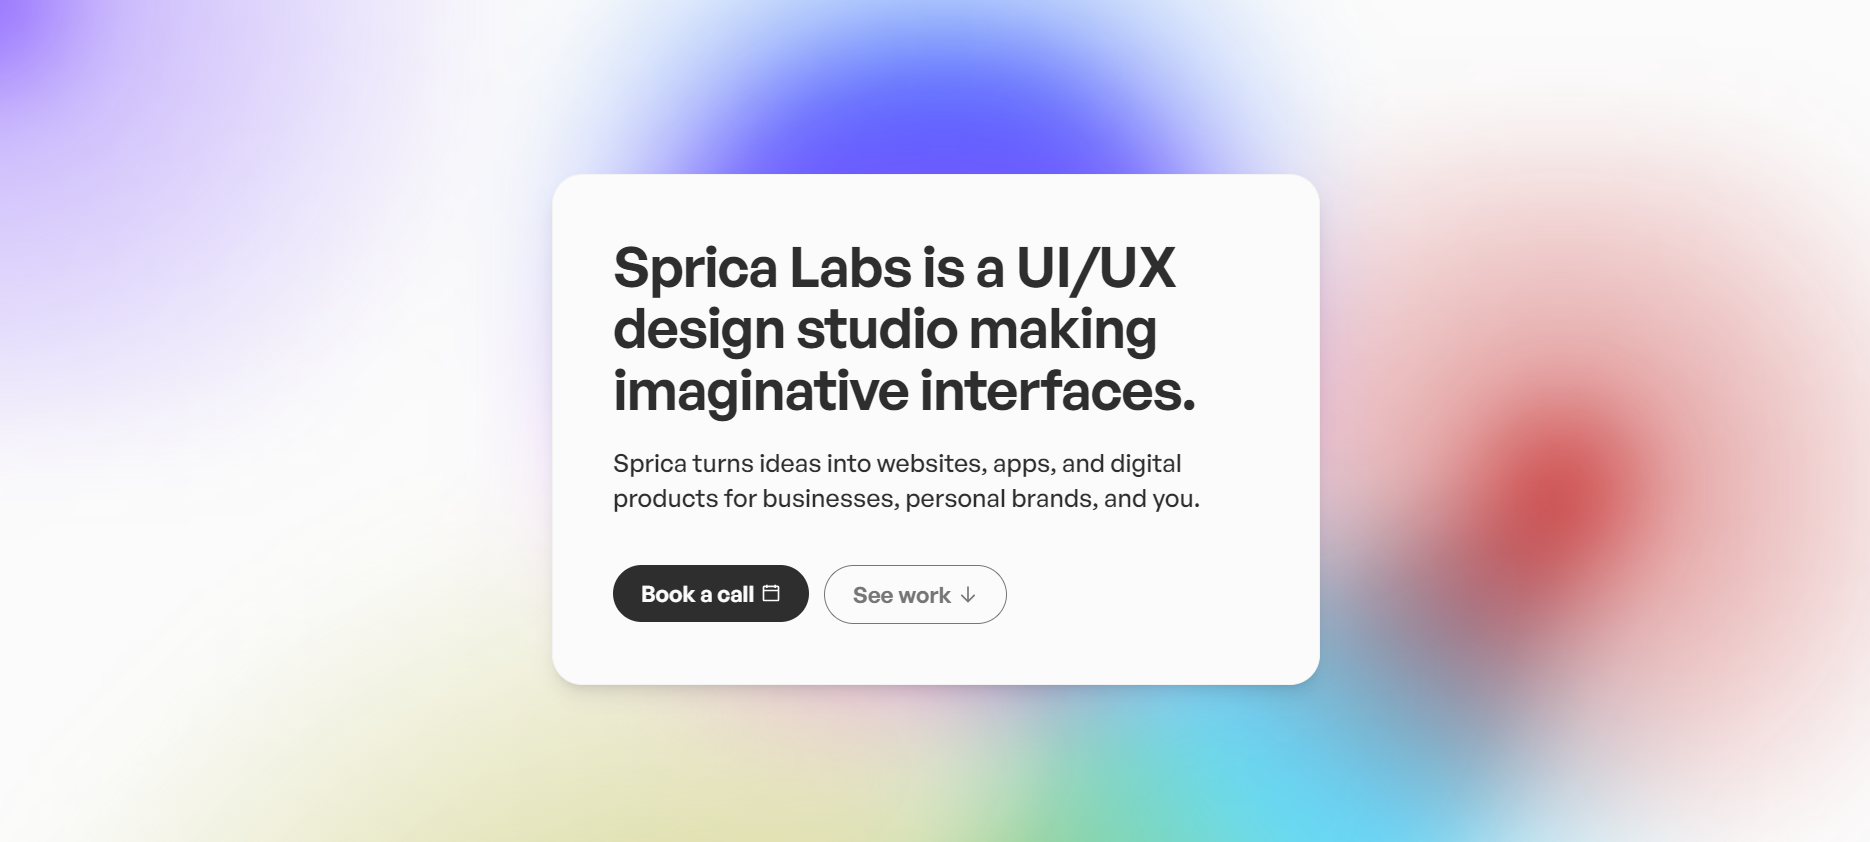 Sprica Labs is a UI/UX
design studio making
imaginative interfaces.
Sprica turns ideas into websites, apps, and digital
products for businesses, personal brands, and you.
Book a call
See work